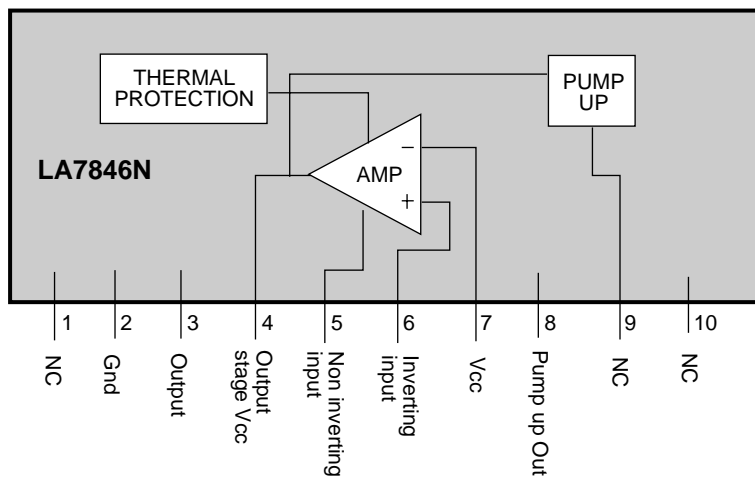 THERMAL
PROTECTION
PUMP
UP
LA7846N
AMP
−
+
1
2
3
4
5
6
7
8
9
10
NC
Gnd
Output
Output
stage Vcc
Non inverting
input
Inverting
input
Vcc
Pump up Out
NC
NC